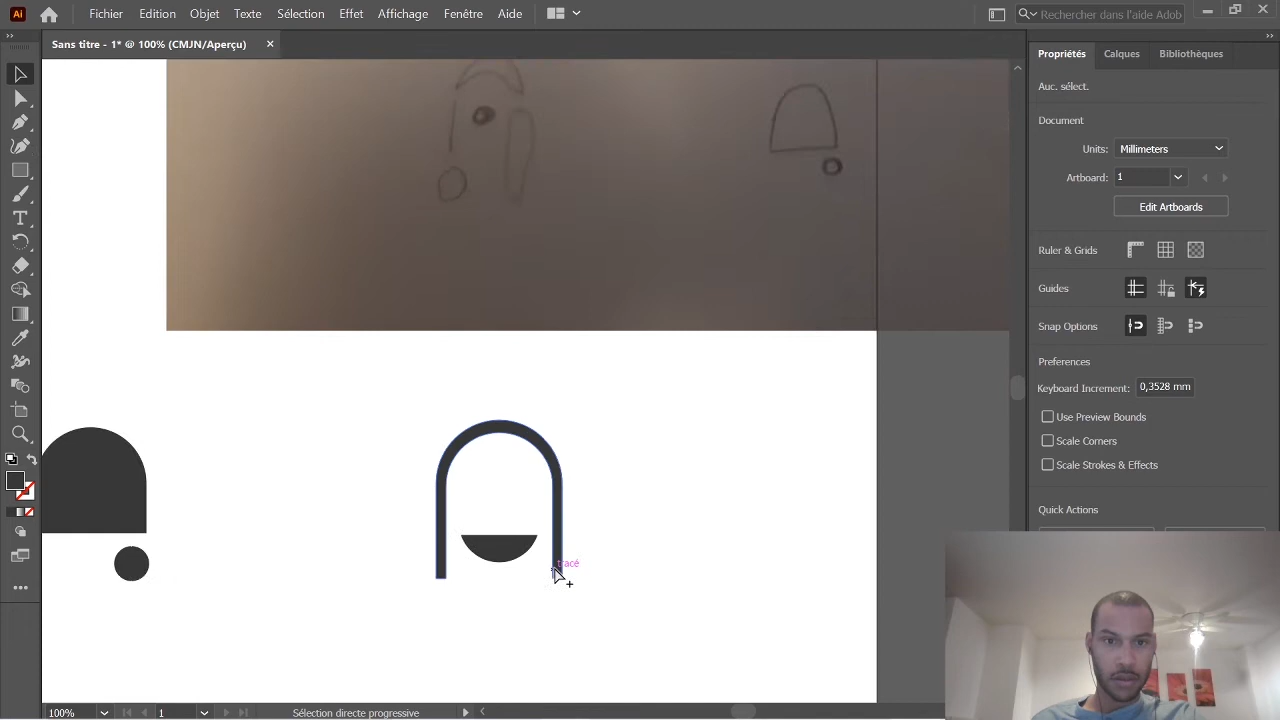 Ai
Fichier Edition Objet Texte Sélection Effet Affichage Fenêtre Aide
Rechercher dans l'aide Adob
Sans titre - 1* @ 100% (CMJN/Aperçu)
Propriétés Calques Bibliothèques
Auc. sélect.
Document
Units: Millimeters
Artboard: 1
Edit Artboards
Ruler & Grids
Guides
Snap Options
Preferences
Keyboard Increment: 0,3528 mm
Use Preview Bounds
Scale Corners
Scale Strokes & Effects
Quick Actions
tracé
100% 1 Sélection directe progressive